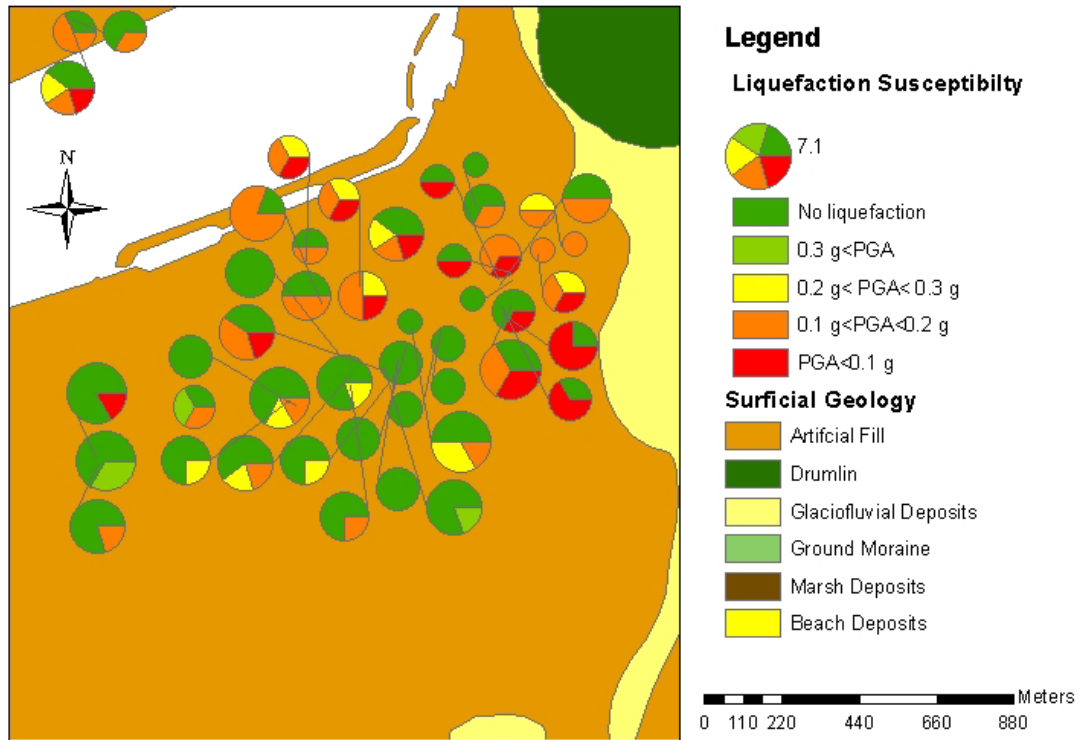 N
Legend
Liquefaction Susceptibilty
7.1
No liquefaction
0.3 g<PGA
0.2 g< PGA< 0.3 g
0.1 g<PGA<0.2 g
PGA<0.1 g
Surficial Geology
Artifcial Fill
Drumlin
Glaciofluvial Deposits
Ground Moraine
Marsh Deposits
Beach Deposits
Meters
0 110 220 440 660 880